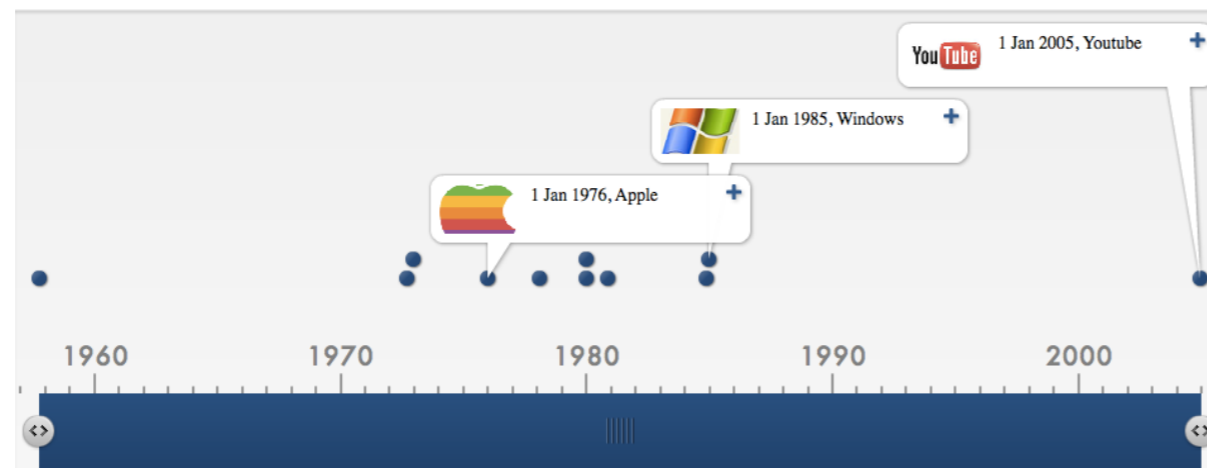 YouTube
1 Jan 2005, Youtube
1 Jan 1985, Windows
1 Jan 1976, Apple
1960 1970 1980 1990 2000